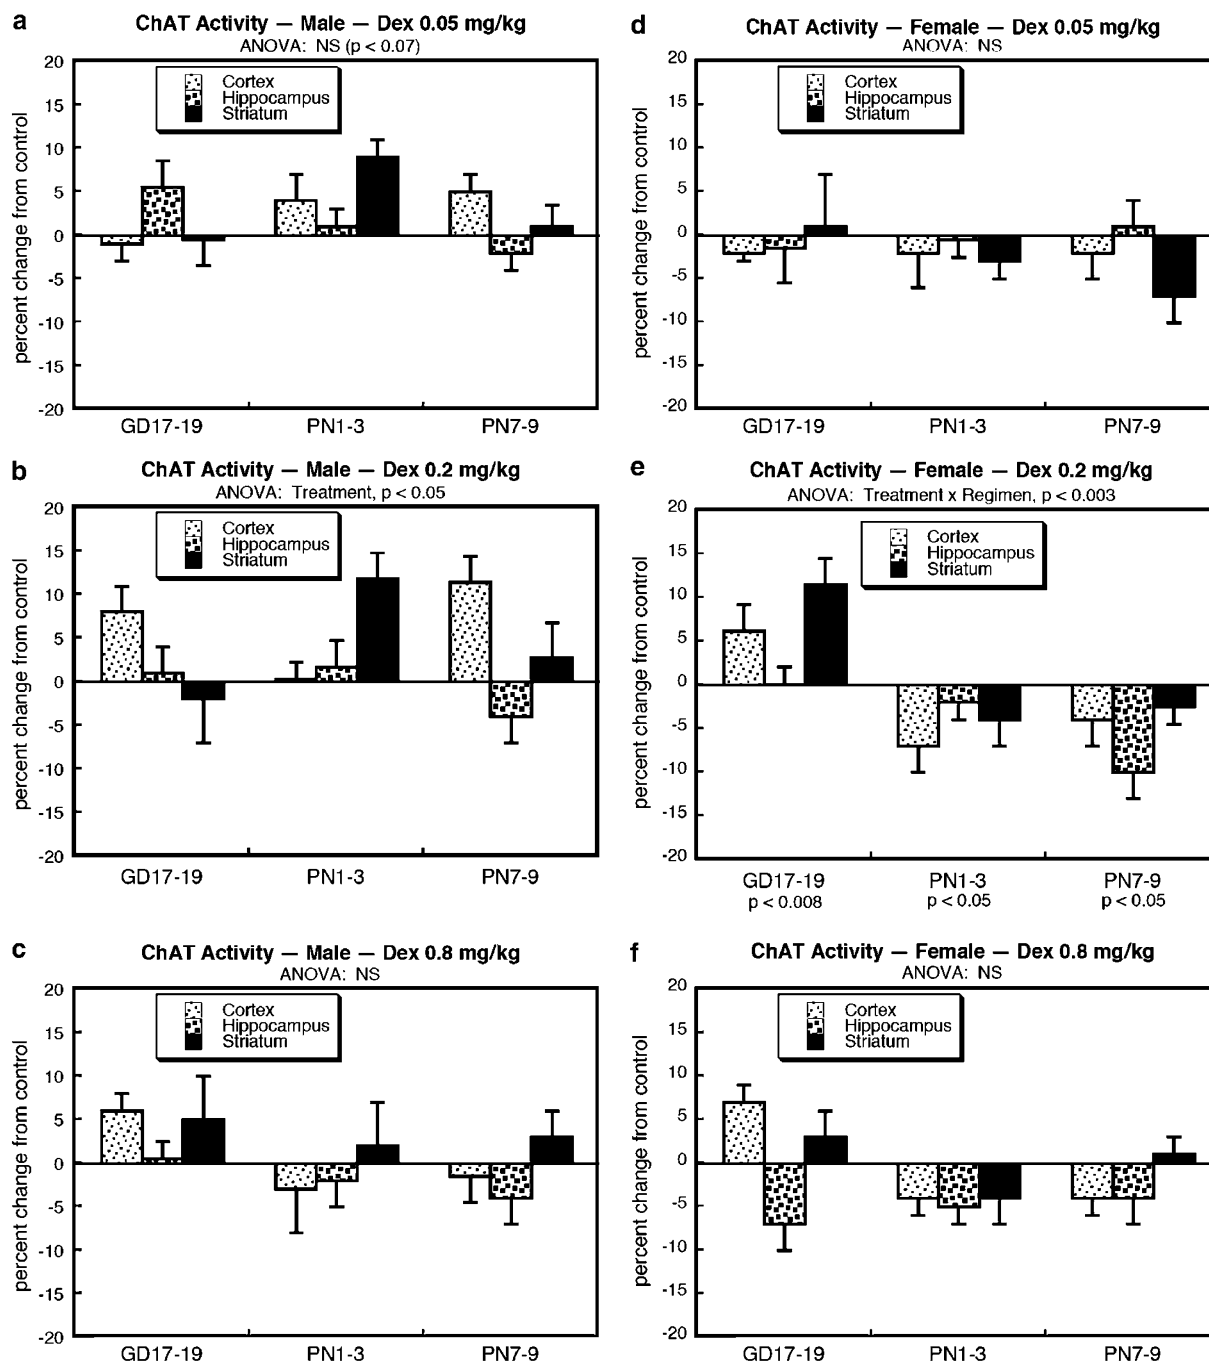 a
ChAT Activity — Male — Dex 0.05 mg/kg
ANOVA: NS (p < 0.07)
percent change from control
20
15
10
5
0
-5
-10
-15
-20
Cortex
Hippocampus
Striatum
GD17-19 PN1-3 PN7-9
b
ChAT Activity — Male — Dex 0.2 mg/kg
ANOVA: Treatment, p < 0.05
percent change from control
20
15
10
5
0
-5
-10
-15
-20
Cortex
Hippocampus
Striatum
GD17-19 PN1-3 PN7-9
c
ChAT Activity — Male — Dex 0.8 mg/kg
ANOVA: NS
percent change from control
20
15
10
5
0
-5
-10
-15
-20
Cortex
Hippocampus
Striatum
GD17-19 PN1-3 PN7-9
d
ChAT Activity — Female — Dex 0.05 mg/kg
ANOVA: NS
percent change from control
20
15
10
5
0
-5
-10
-15
-20
Cortex
Hippocampus
Striatum
GD17-19 PN1-3 PN7-9
e
ChAT Activity — Female — Dex 0.2 mg/kg
ANOVA: Treatment x Regimen, p < 0.003
percent change from control
20
15
10
5
0
-5
-10
-15
-20
Cortex
Hippocampus
Striatum
GD17-19 PN1-3 PN7-9
p < 0.008 p < 0.05 p < 0.05
f
ChAT Activity — Female — Dex 0.8 mg/kg
ANOVA: NS
percent change from control
20
15
10
5
0
-5
-10
-15
-20
Cortex
Hippocampus
Striatum
GD17-19 PN1-3 PN7-9